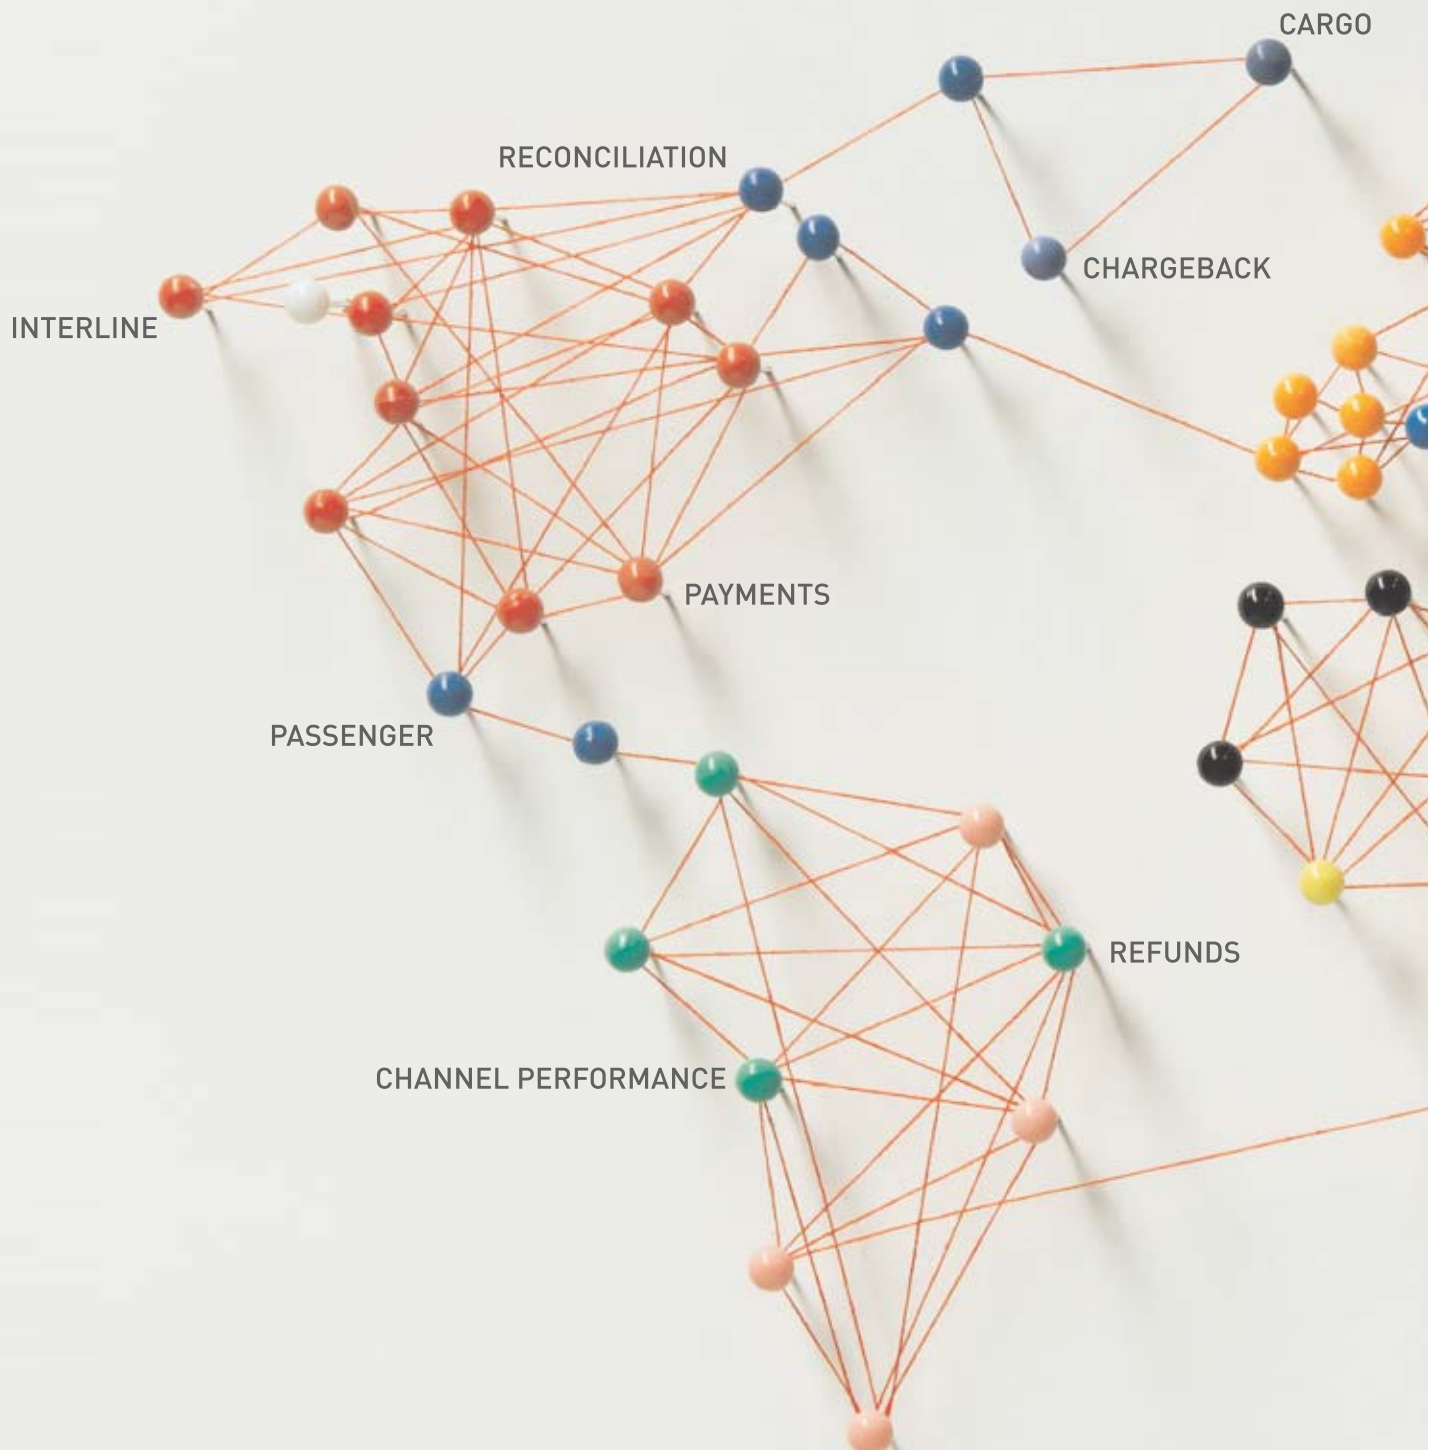 CARGO
RECONCILIATION
CHARGEBACK
INTERLINE
PAYMENTS
PASSENGER
REFUNDS
CHANNEL PERFORMANCE